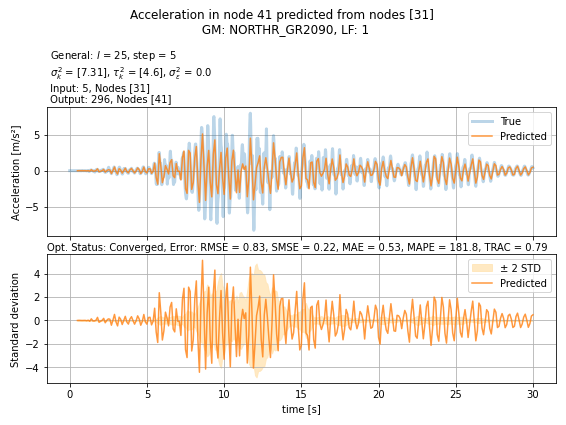 Acceleration in node 41 predicted from nodes [31]
GM: NORTHR_GR2090, LF: 1
General: l = 25, step = 5
σ²ₖ = [7.31], τ²ₖ = [4.6], σ²ε = 0.0
Input: 5, Nodes [31]
Output: 296, Nodes [41]
Acceleration [m/s²]
5
0
−5
True
Predicted
Opt. Status: Converged, Error: RMSE = 0.83, SMSE = 0.22, MAE = 0.53, MAPE = 181.8, TRAC = 0.79
Standard deviation
4
2
0
−2
−4
± 2 STD
Predicted
0 5 10 15 20 25 30
time [s]